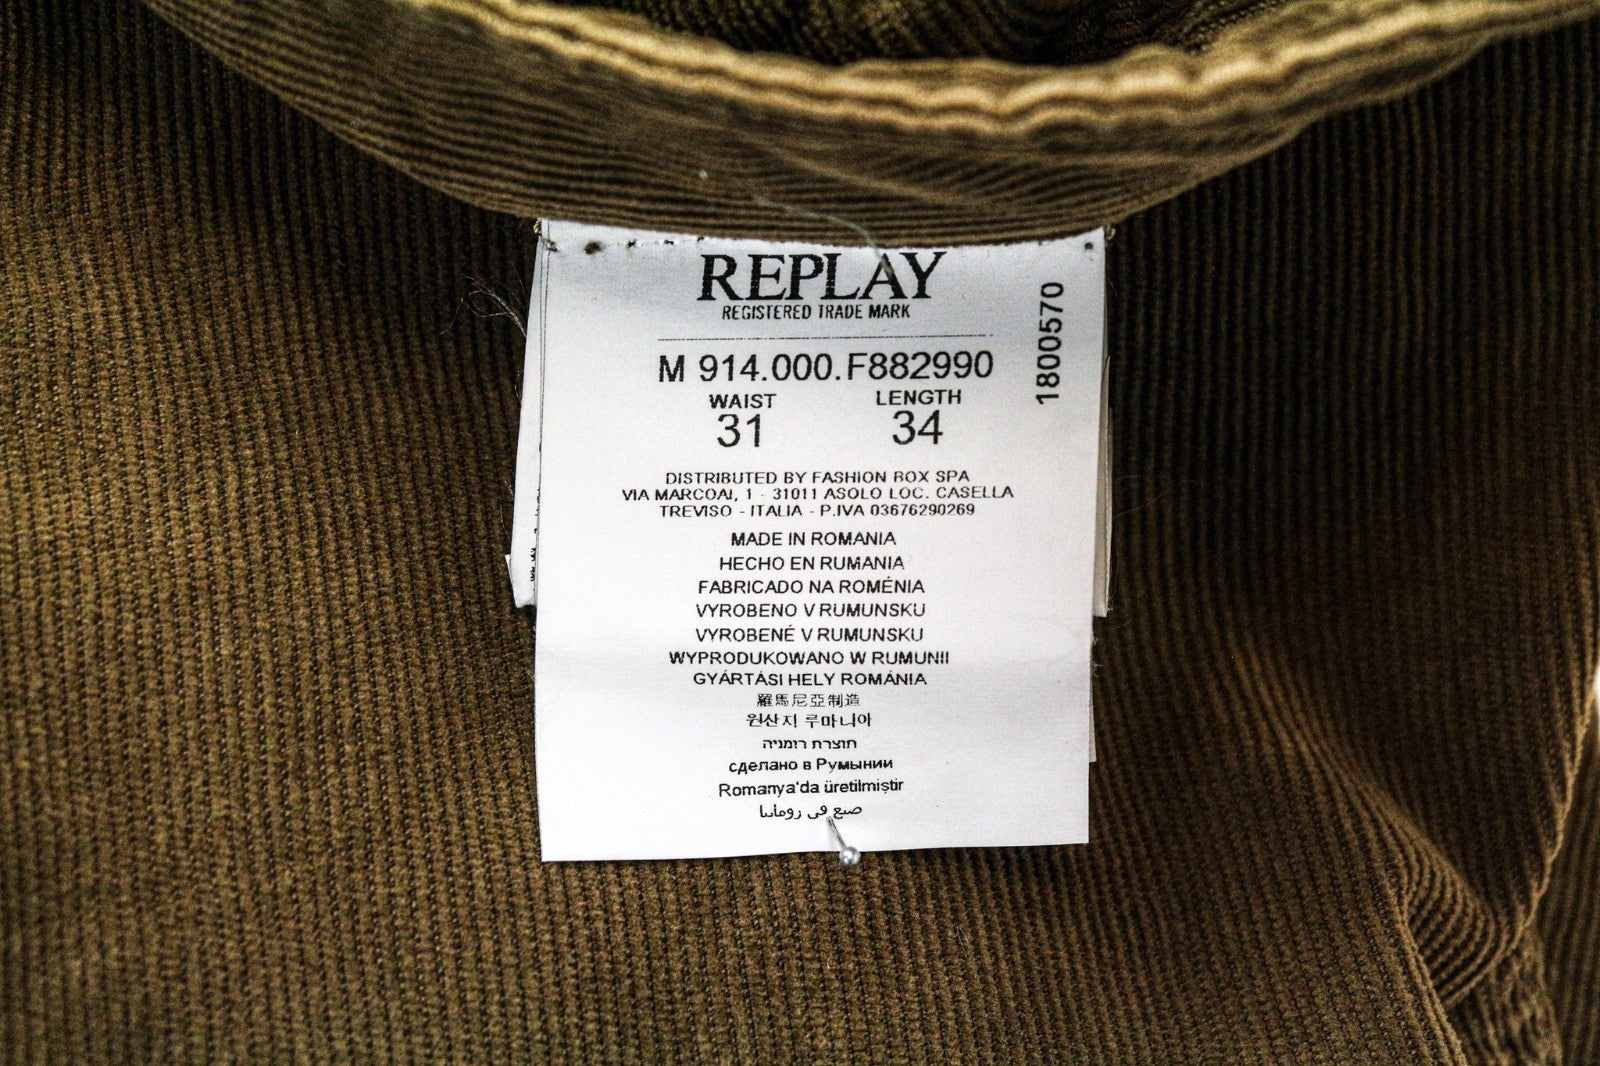 REPLAY
REGISTERED TRADE MARK
M 914.000.F882990
1800570
WAIST LENGTH
31 34
DISTRIBUTED BY FASHION BOX SPA
VIA MARCOAI, 1 - 31011 ASOLO LOC. CASELLA
TREVISO - ITALIA - P.IVA 03676290269
MADE IN ROMANIA
HECHO EN RUMANIA
FABRICADO NA ROMÉNIA
VYROBENO V RUMUNSKU
VYROBENÉ V RUMUNSKU
WYPRODUKOWANO W RUMUNII
GYÁRTÁSI HELY ROMÁNIA
羅馬尼亞制造
원산지 루마니아
תוצרת רומניה
сделано в Румынии
Romanya'da üretilmiştir
صنع في رومانيا